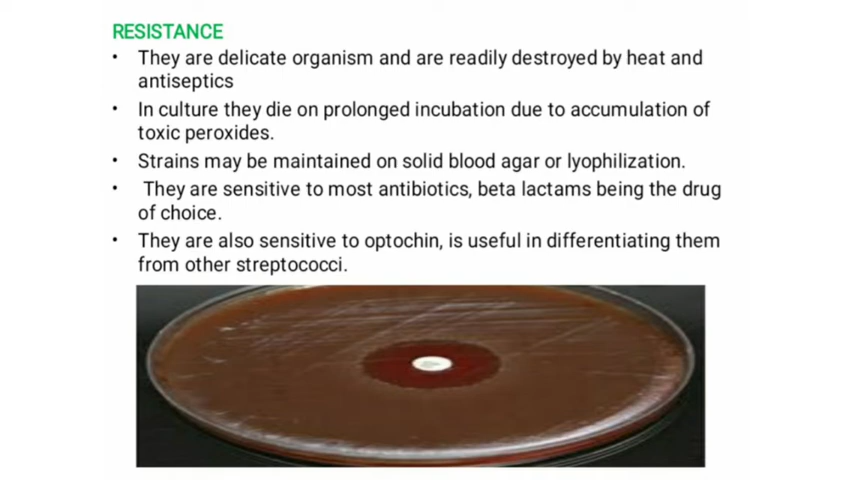 RESISTANCE
• They are delicate organism and are readily destroyed by heat and
antiseptics
• In culture they die on prolonged incubation due to accumulation of
toxic peroxides.
• Strains may be maintained on solid blood agar or lyophilization.
• They are sensitive to most antibiotics, beta lactams being the drug
of choice.
• They are also sensitive to optochin, is useful in differentiating them
from other streptococci.